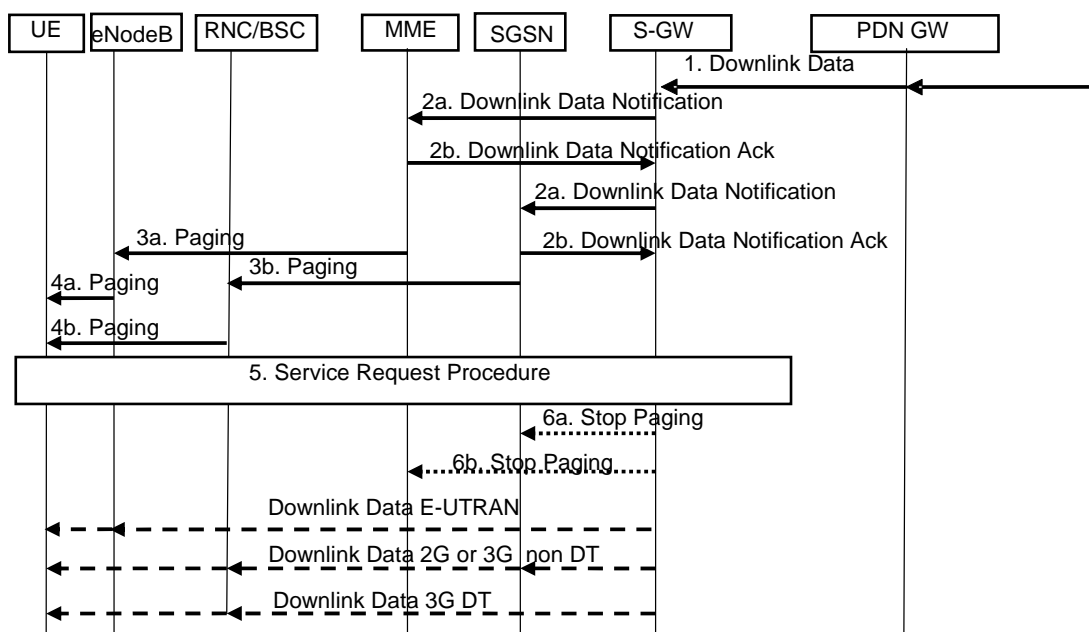 UE
eNodeB
RNC/BSC
MME
SGSN
S-GW
PDN GW
1. Downlink Data
2a. Downlink Data Notification
2b. Downlink Data Notification Ack
2a. Downlink Data Notification
3a. Paging
2b. Downlink Data Notification Ack
3b. Paging
4a. Paging
4b. Paging
5. Service Request Procedure
6a. Stop Paging
6b. Stop Paging
Downlink Data E-UTRAN
Downlink Data 2G or 3G non DT
Downlink Data 3G DT